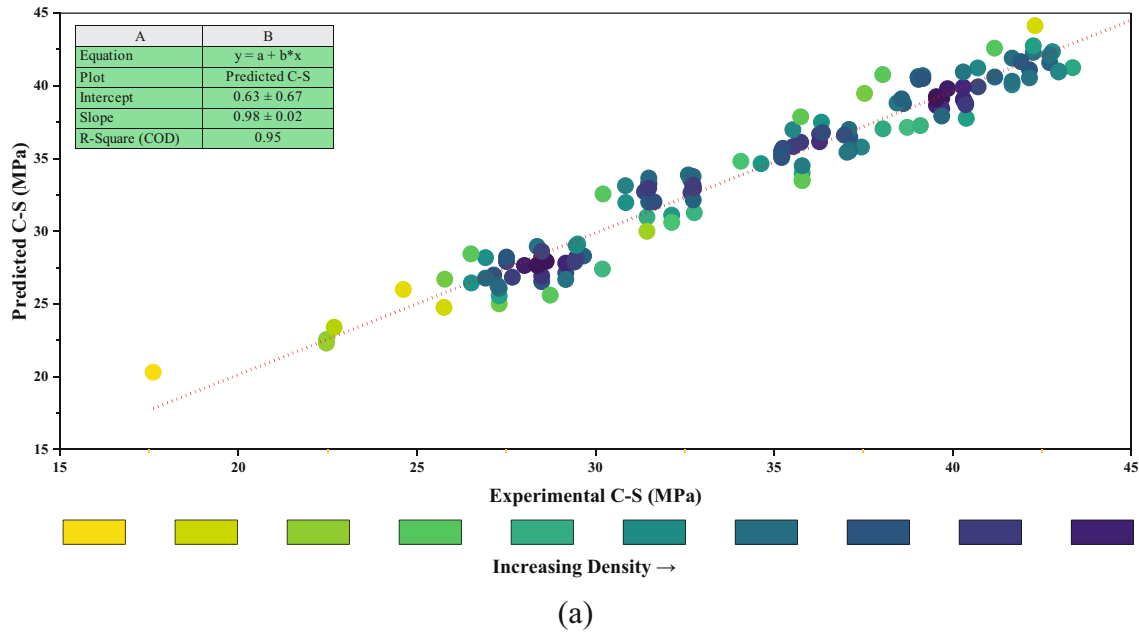 45
40
35
30
25
20
15
Predicted C-S (MPa)
A B
Equation y = a + b*x
Plot Predicted C-S
Intercept 0.63 ± 0.67
Slope 0.98 ± 0.02
R-Square (COD) 0.95
15 20 25 30 35 40 45
Experimental C-S (MPa)
Increasing Density →
(a)